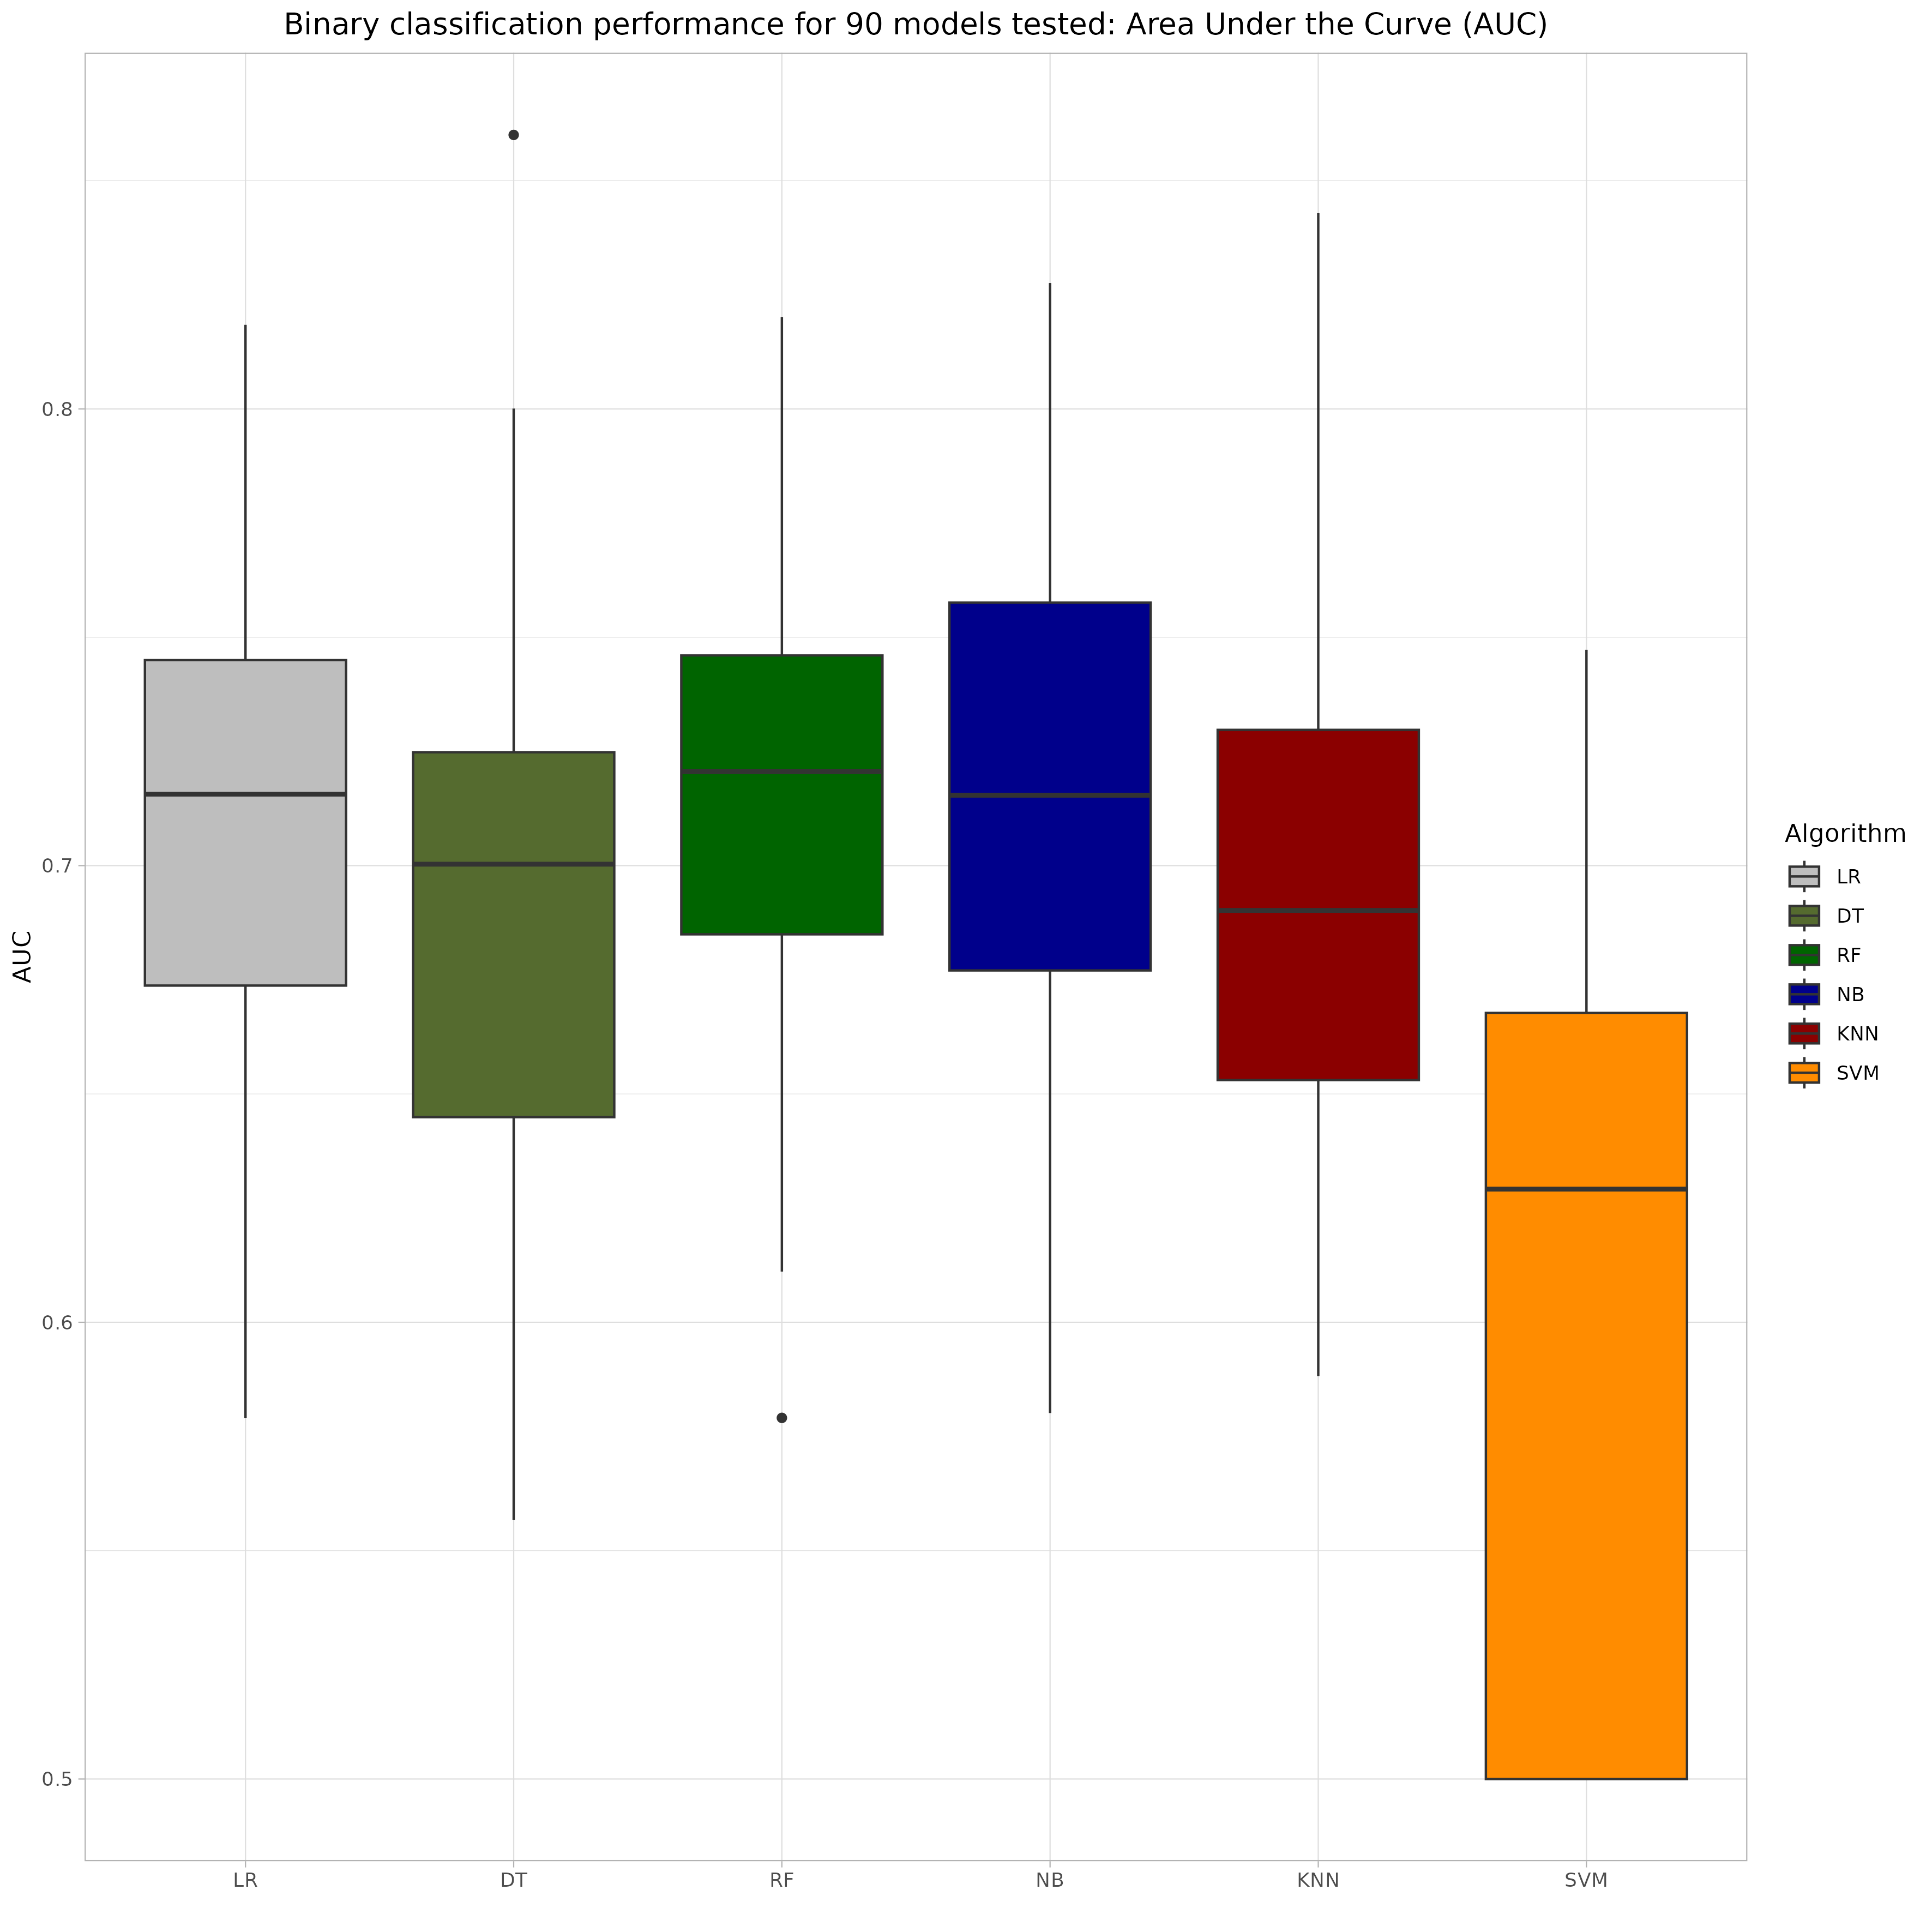 Binary classification performance for 90 models tested: Area Under the Curve (AUC)
AUC
0.8
0.7
0.6
0.5
LR
DT
RF
NB
KNN
SVM
Algorithm
LR
DT
RF
NB
KNN
SVM